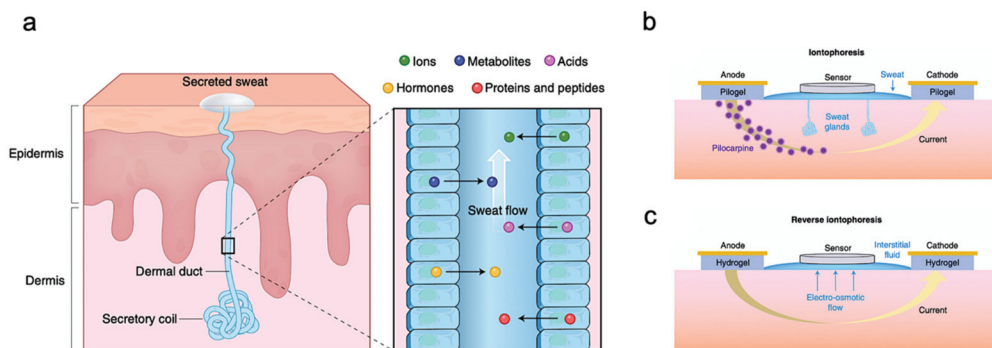 a
Secreted sweat
Epidermis
Dermis
Dermal duct
Secretory coil
Ions
Metabolites
Acids
Hormones
Proteins and peptides
Sweat flow
b
Iontophoresis
Anode
Sensor
Sweat
Cathode
Pilogel
Pilogel
Sweat
glands
Pilocarpine
Current
c
Reverse iontophoresis
Anode
Sensor
Interstitial
fluid
Cathode
Hydrogel
Hydrogel
Electro-osmotic
flow
Current